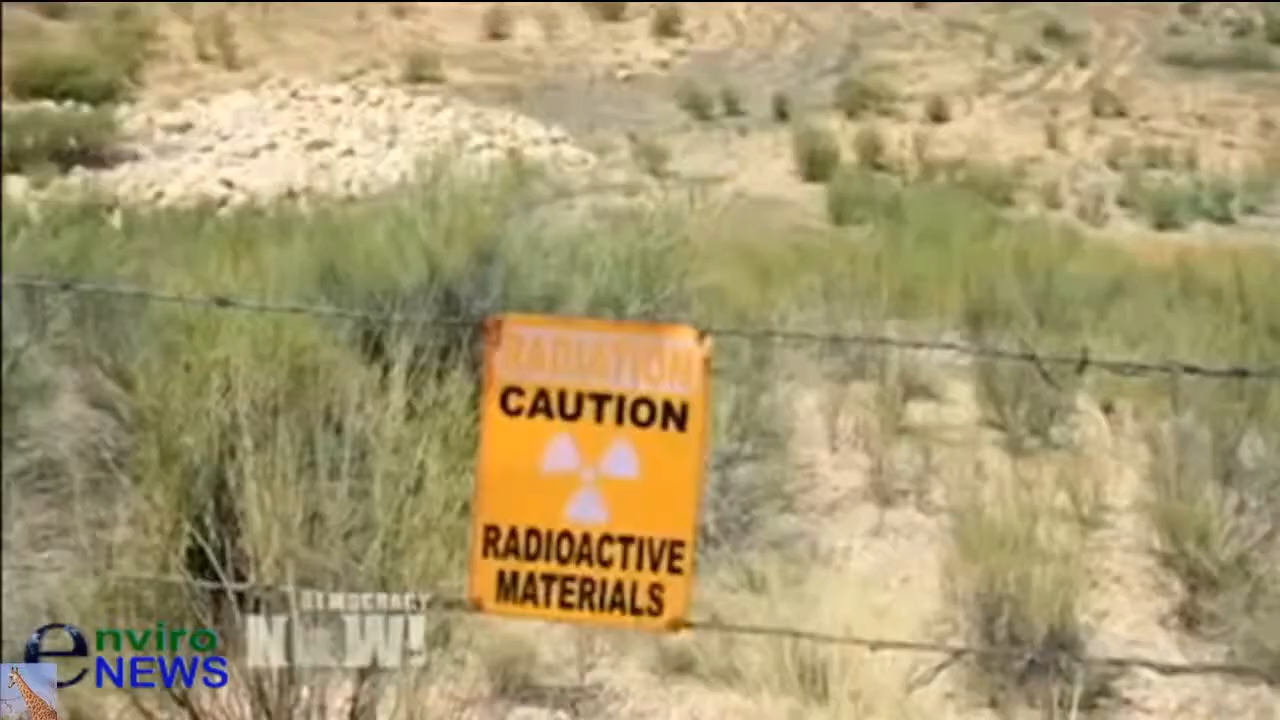 RADIATION
CAUTION
RADIOACTIVE
MATERIALS
DEMOCRACY
NOW!
enviro
NEWS